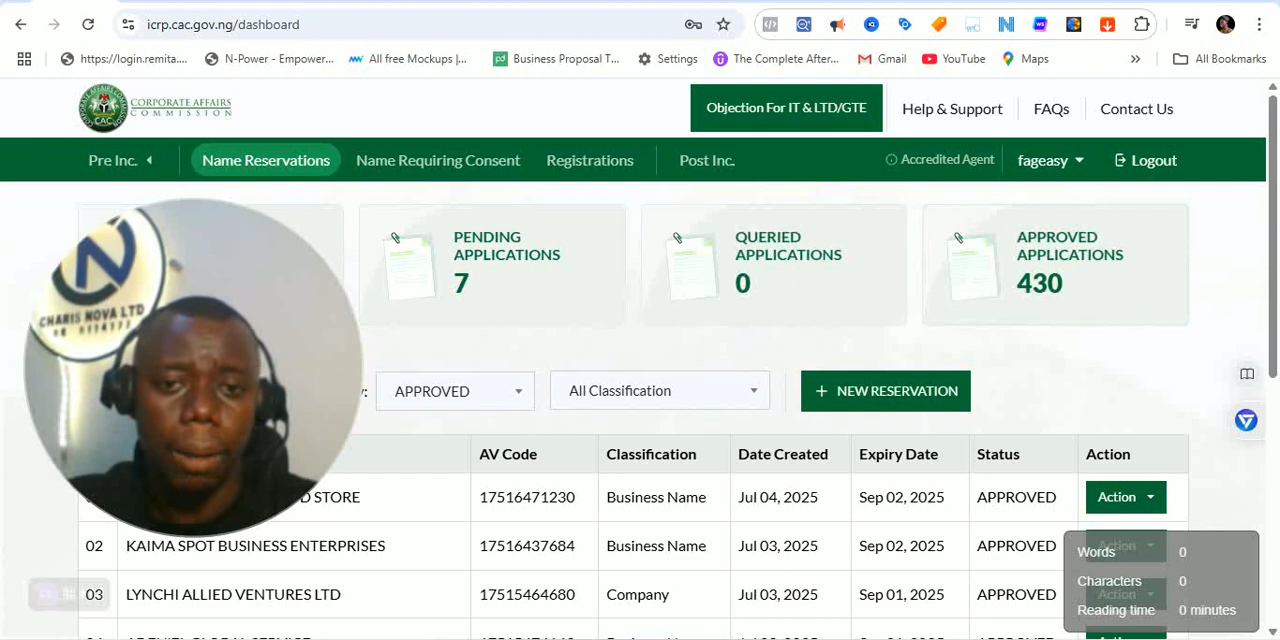 icrp.cac.gov.ng/dashboard
https://login.remita....
N-Power - Empower...
All free Mockups |...
Business Proposal T...
Settings
The Complete After...
Gmail
YouTube
Maps
All Bookmarks
CORPORATE AFFAIRS
COMMISSION
Objection For IT & LTD/GTE
Help & Support
FAQs
Contact Us
Pre Inc.
Name Reservations
Name Requiring Consent
Registrations
Post Inc.
Accredited Agent
fageasy
Logout
PENDING
APPLICATIONS
7
QUERIED
APPLICATIONS
0
APPROVED
APPLICATIONS
430
CHARIS NOVA LTD
APPROVED
All Classification
+ NEW RESERVATION
AV Code Classification Date Created Expiry Date Status Action
STORE 17516471230 Business Name Jul 04, 2025 Sep 02, 2025 APPROVED Action
02 KAIMA SPOT BUSINESS ENTERPRISES 17516437684 Business Name Jul 03, 2025 Sep 02, 2025 APPROVED Action
03 LYNCHI ALLIED VENTURES LTD 17515464680 Company Jul 03, 2025 Sep 01, 2025 APPROVED Action
Words 0
Characters 0
Reading time 0 minutes